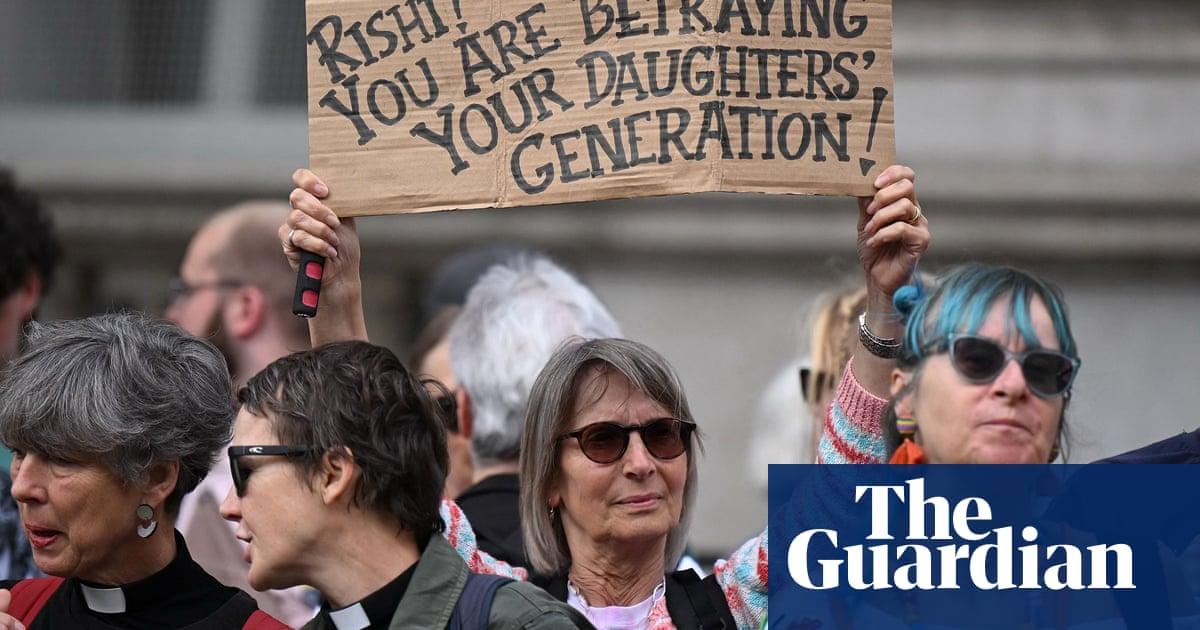 RISHI!
YOU ARE BETRAYING
YOUR DAUGHTERS'
GENERATION!
The
Guardian